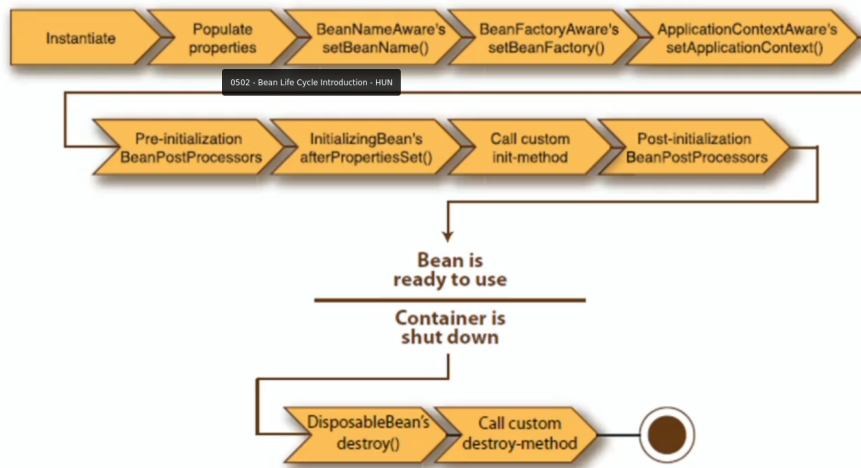 Instantiate
Populate
properties
BeanNameAware's
setBeanName()
BeanFactoryAware's
setBeanFactory()
ApplicationContextAware's
setApplicationContext()
0502 - Bean Life Cycle Introduction - HUN
Pre-initialization
BeanPostProcessors
InitializingBean's
afterPropertiesSet()
Call custom
init-method
Post-initialization
BeanPostProcessors
Bean is
ready to use
Container is
shut down
DisposableBean's
destroy()
Call custom
destroy-method